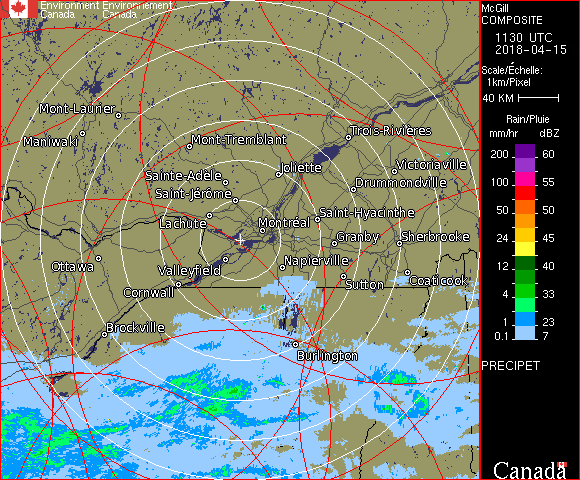 Environment Environnement
Canada Canada
McGill
COMPOSITE
1130 UTC
2018-04-15
Scale/Échelle:
1km/Pixel
40 KM
Rain/Pluie
mm/hr dBZ
200 60
100 55
50 50
24 45
12 40
4 33
1 23
0.1 7
PRECIPET
Canada
Mont-Laurier
Maniwaki
Mont-Tremblant
Trois-Rivières
Sainte-Adèle
Joliette
Victoriaville
Saint-Jérôme
Drummondville
Lachute
Montréal
Saint-Hyacinthe
Granby
Sherbrooke
Ottawa
Valleyfield
Napierville
Cornwall
Sutton
Coaticook
Brockville
Burlington